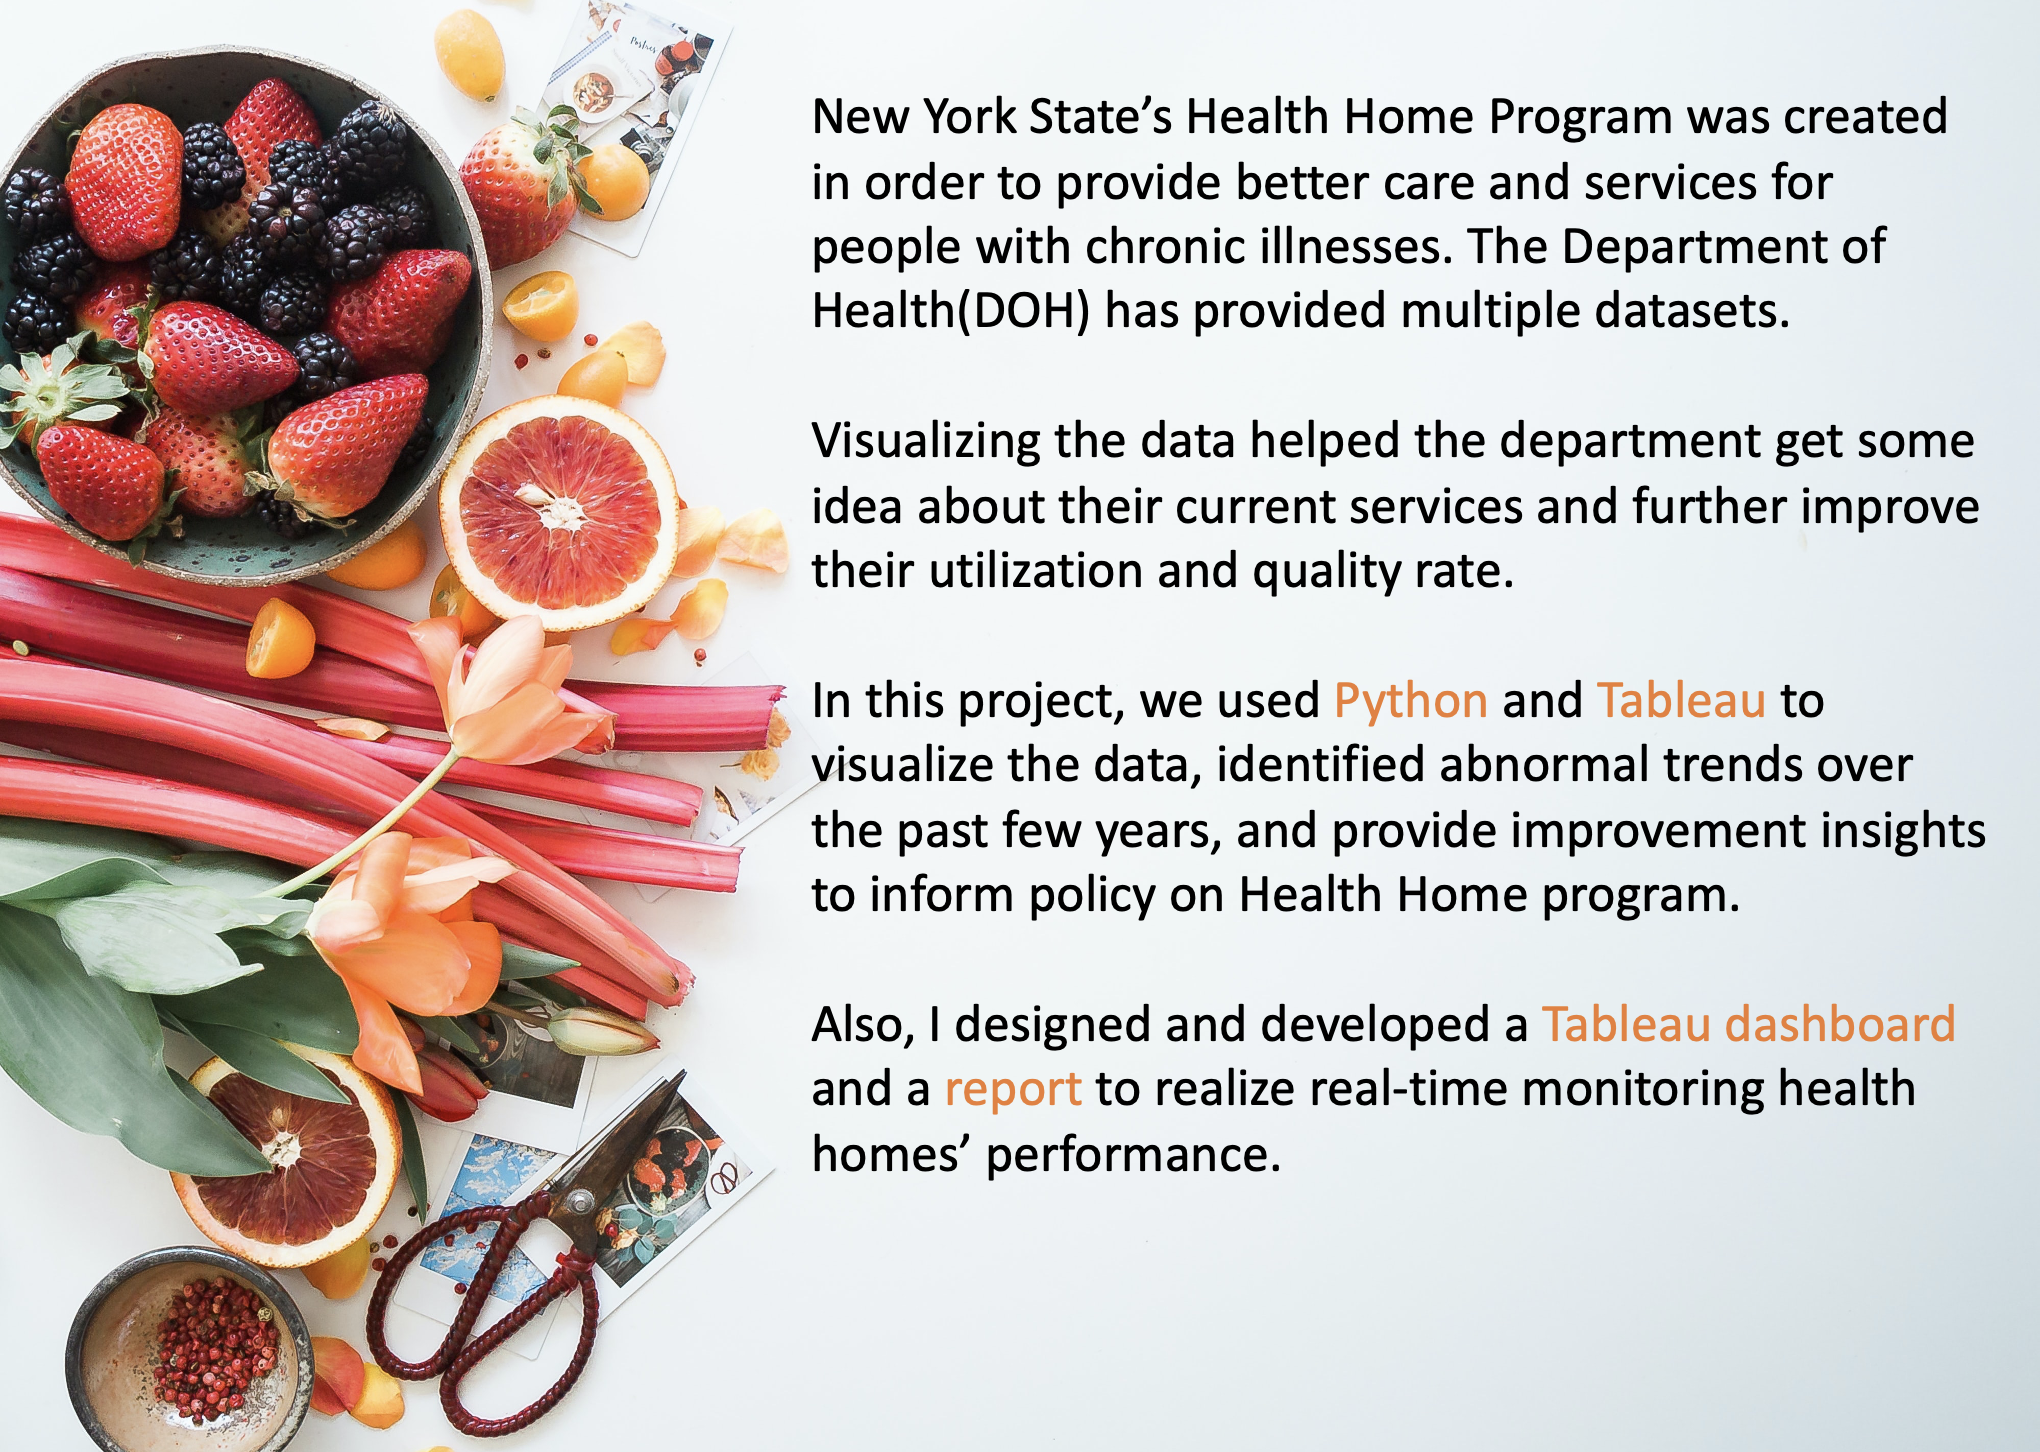 Postres
New York State’s Health Home Program was created
in order to provide better care and services for
people with chronic illnesses. The Department of
Health(DOH) has provided multiple datasets.
Visualizing the data helped the department get some
idea about their current services and further improve
their utilization and quality rate.
In this project, we used Python and Tableau to
visualize the data, identified abnormal trends over
the past few years, and provide improvement insights
to inform policy on Health Home program.
Also, I designed and developed a Tableau dashboard
and a report to realize real-time monitoring health
homes’ performance.